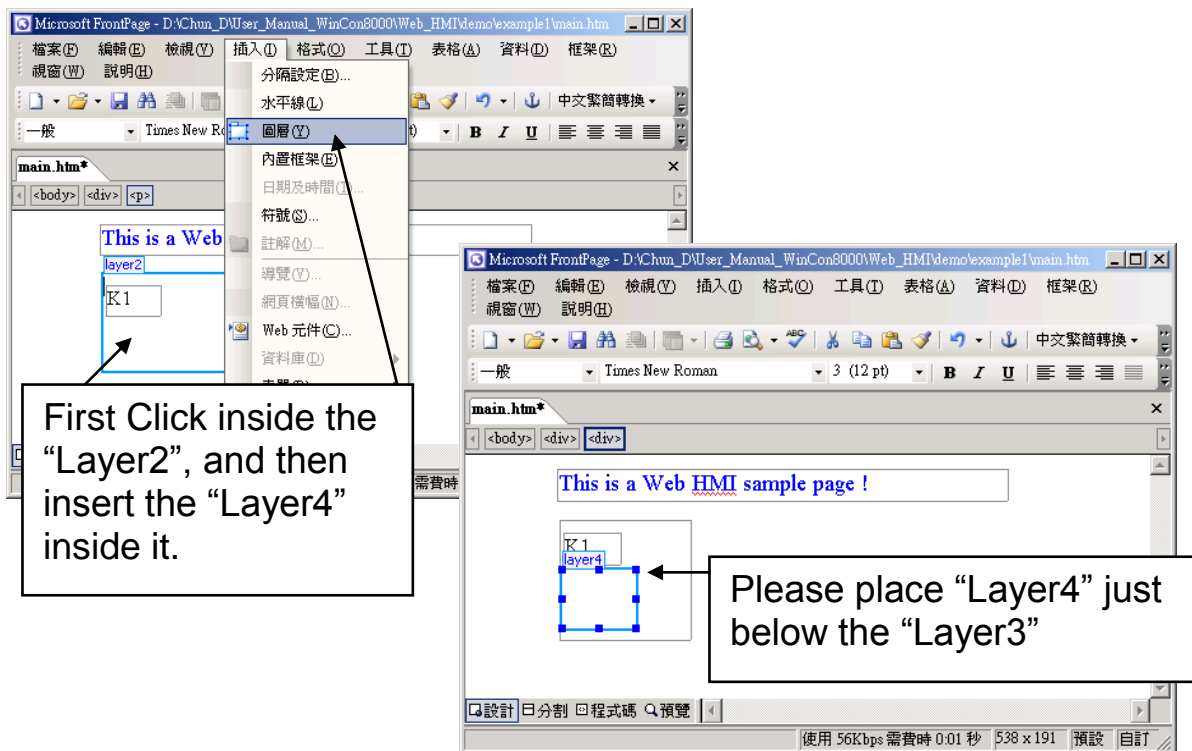 Microsoft FrontPage - D:\Chun_D\User_Manual_WinCon8000\Web_HMI\demo\example1\main.htm
檔案(F) 編輯(E) 檢視(V) 插入(I) 格式(O) 工具(T) 表格(A) 資料(D) 框架(R)
視窗(W) 說明(H)
中文繁簡轉換
一般 Times New Ro
B I U
分隔設定(B)...
水平線(L)
圖層(Y)
內置框架(E)
日期及時間(T)...
符號(S)...
註解(M)...
導覽(V)...
網頁橫幅(N)...
Web 元件(C)...
資料庫(D)
main.htm*
<body> <div> <p>
This is a Web
layer2
K1
需費時
First Click inside the
“Layer2”, and then
insert the “Layer4”
inside it.
Microsoft FrontPage - D:\Chun_D\User_Manual_WinCon8000\Web_HMI\demo\example1\main.htm
檔案(F) 編輯(E) 檢視(V) 插入(I) 格式(O) 工具(T) 表格(A) 資料(D) 框架(R)
視窗(W) 說明(H)
中文繁簡轉換
一般 Times New Roman 3 (12 pt) B I U
main.htm*
<body> <div> <div>
This is a Web HMI sample page !
K1
layer4
Please place “Layer4” just
below the “Layer3”
設計 分割 程式碼 預覽
使用 56Kbps 需費時 0:01 秒 538 x 191 預設 自訂